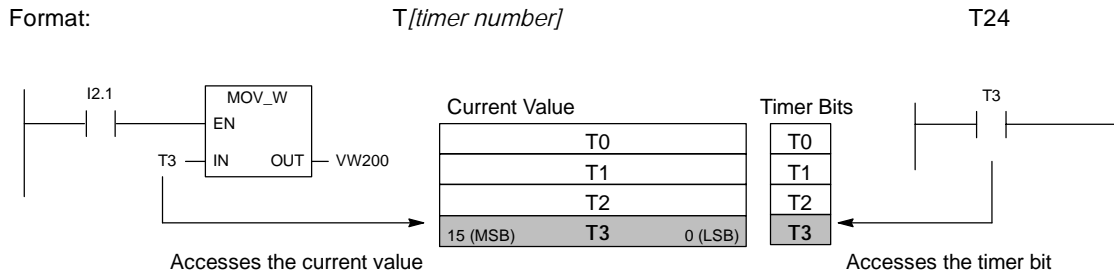 Format: T[timer number] T24
I2.1
MOV_W
EN
T3 IN OUT VW200
Current Value Timer Bits
T0 T0
T1 T1
T2 T2
15 (MSB) T3 0 (LSB) T3
T3
Accesses the current value Accesses the timer bit